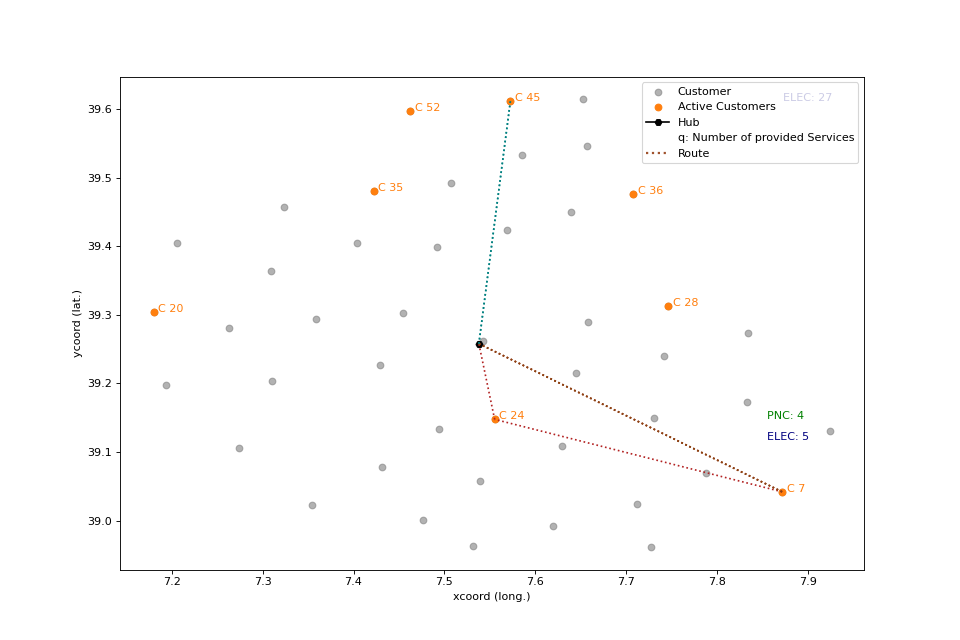 Customer
ELEC: 27
Active Customers
Hub
q: Number of provided Services
Route
C 52
C 45
C 35
C 36
C 20
C 28
C 24
PNC: 4
ELEC: 5
C 7
39.6
39.5
39.4
39.3
39.2
39.1
39.0
ycoord (lat.)
7.2 7.3 7.4 7.5 7.6 7.7 7.8 7.9
xcoord (long.)